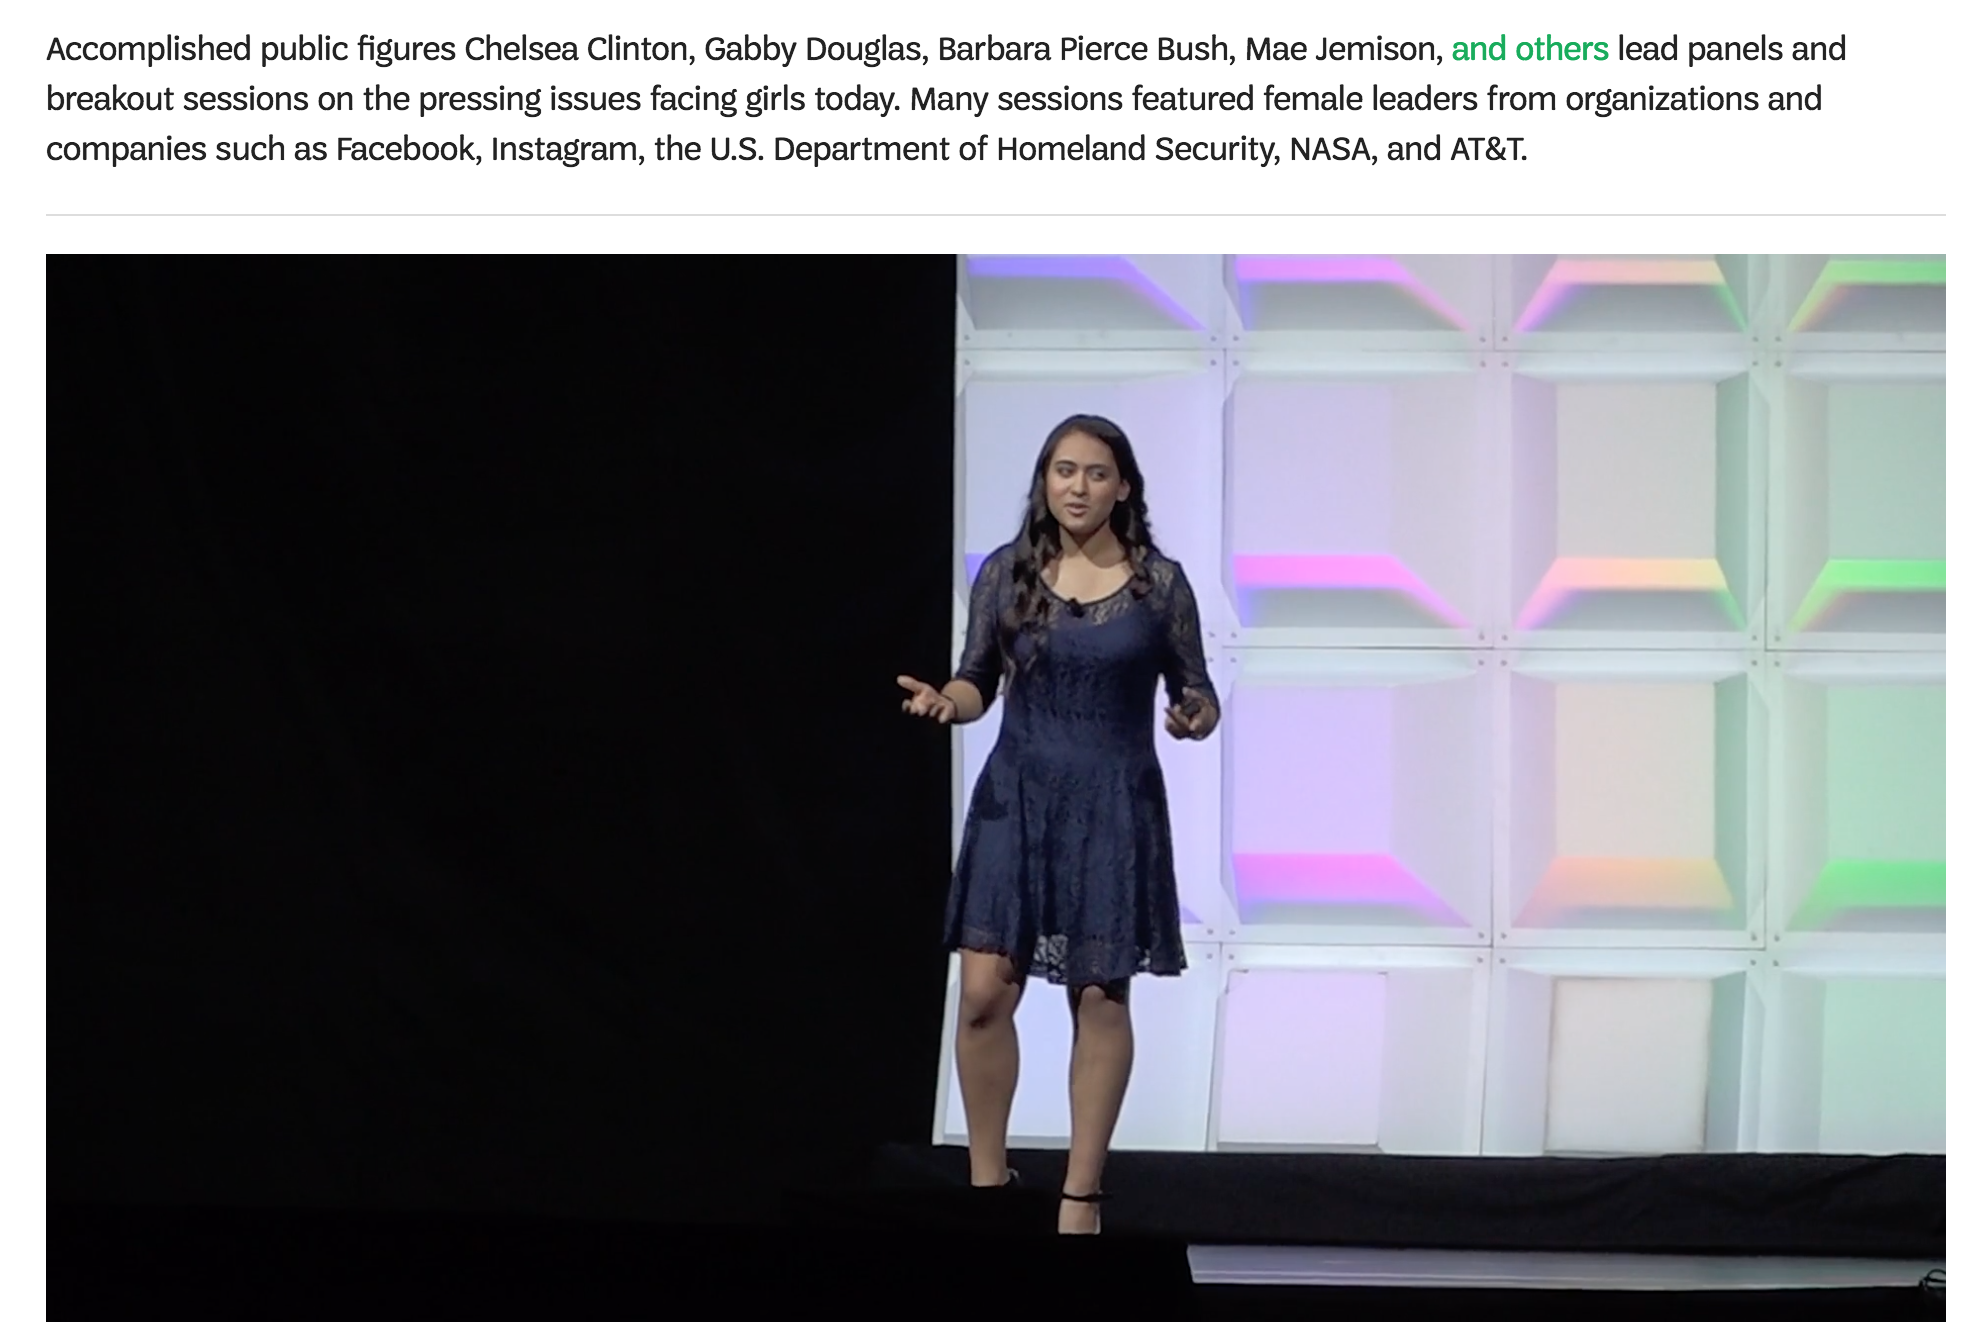 Accomplished public figures Chelsea Clinton, Gabby Douglas, Barbara Pierce Bush, Mae Jemison, and others lead panels and
breakout sessions on the pressing issues facing girls today. Many sessions featured female leaders from organizations and
companies such as Facebook, Instagram, the U.S. Department of Homeland Security, NASA, and AT&T.